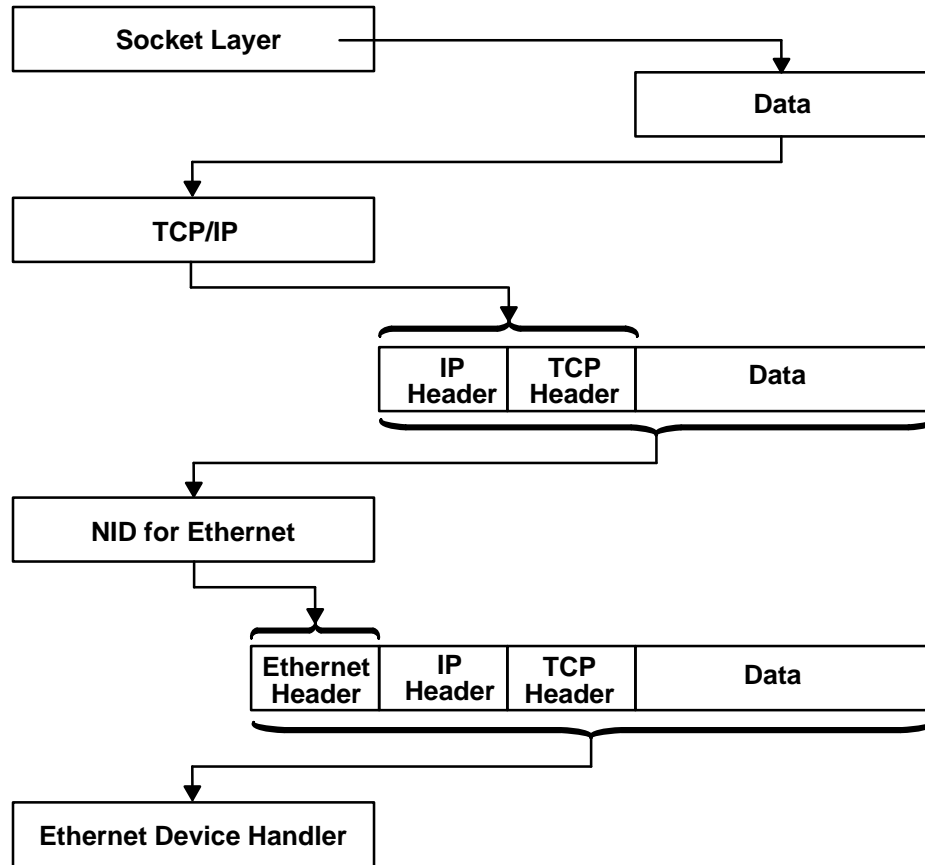 Socket Layer
Data
TCP/IP
IP
Header
TCP
Header
Data
NID for Ethernet
Ethernet
Header
IP
Header
TCP
Header
Data
Ethernet Device Handler